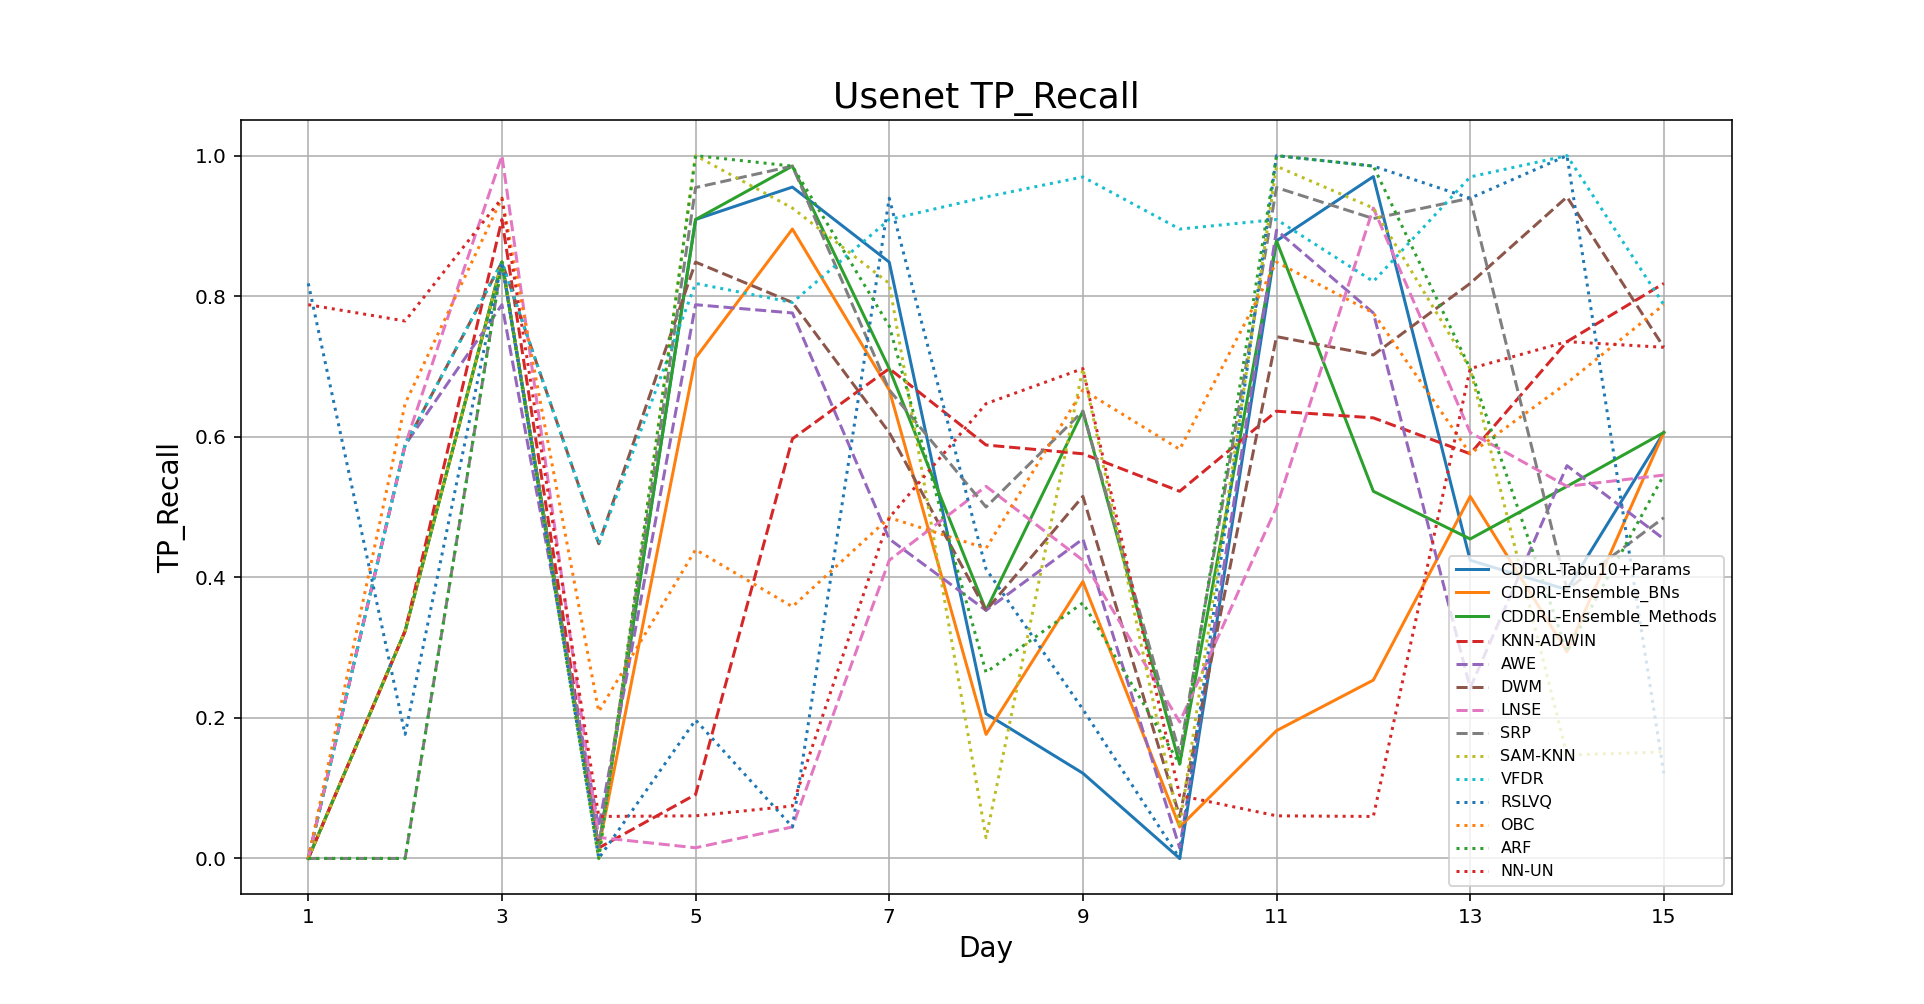 Usenet TP_Recall
TP_Recall
1.0
0.8
0.6
0.4
0.2
0.0
CDDRL-Tabu10+Params
CDDRL-Ensemble_BNs
CDDRL-Ensemble_Methods
KNN-ADWIN
AWE
DWM
LNSE
SRP
SAM-KNN
VFDR
RSLVQ
OBC
ARF
NN-UN
1 3 5 7 9 11 13 15
Day